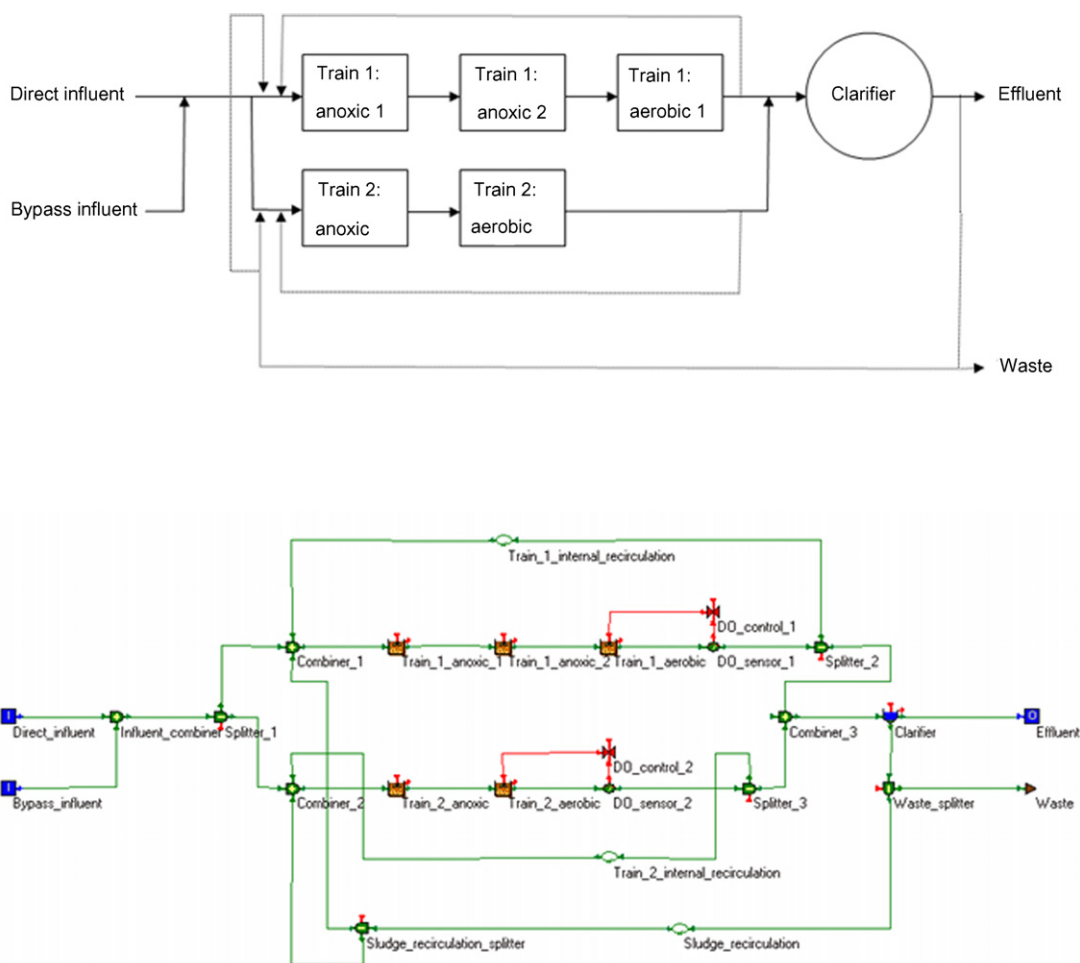 Train 1:
anoxic 1
Train 1:
anoxic 2
Train 1:
aerobic 1
Direct influent
Clarifier
Effluent
Bypass influent
Train 2:
anoxic
Train 2:
aerobic
Waste
Train_1_internal_recirculation
DO_control_1
Combiner_1
Train_1_anoxic_1
Train_1_anoxic_2
Train_1_aerobic
DO_sensor_1
Splitter_2
Direct_influent
Influent_combiner
Splitter_1
Combiner_3
Clarifier
Effluent
DO_control_2
Bypass_influent
Combiner_2
Train_2_anoxic
Train_2_aerobic
DO_sensor_2
Splitter_3
Waste_splitter
Waste
Train_2_internal_recirculation
Sludge_recirculation_splitter
Sludge_recirculation